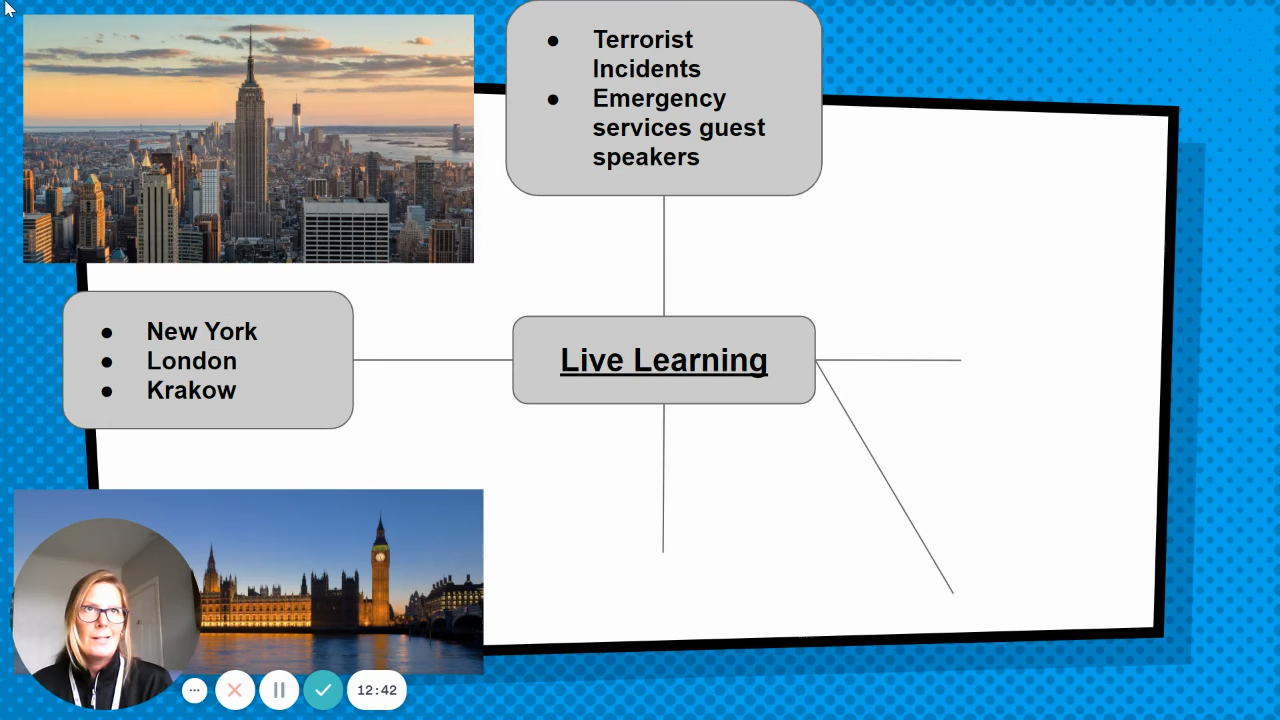 ● Terrorist
Incidents
● Emergency
services guest
speakers
● New York
● London
● Krakow
Live Learning
12:42